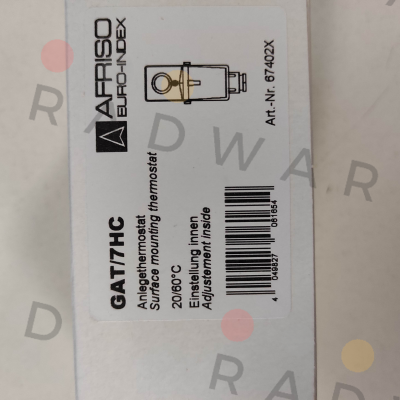 AFRISO
EURO-INDEX
Art.-Nr. 67402X
GAT/7HC
Anlegethermostat
Surface mounting thermostat
20/60°C
Einstellung innen
Adjustement inside
4 049827 081654
RADWAR
D
RADWAR